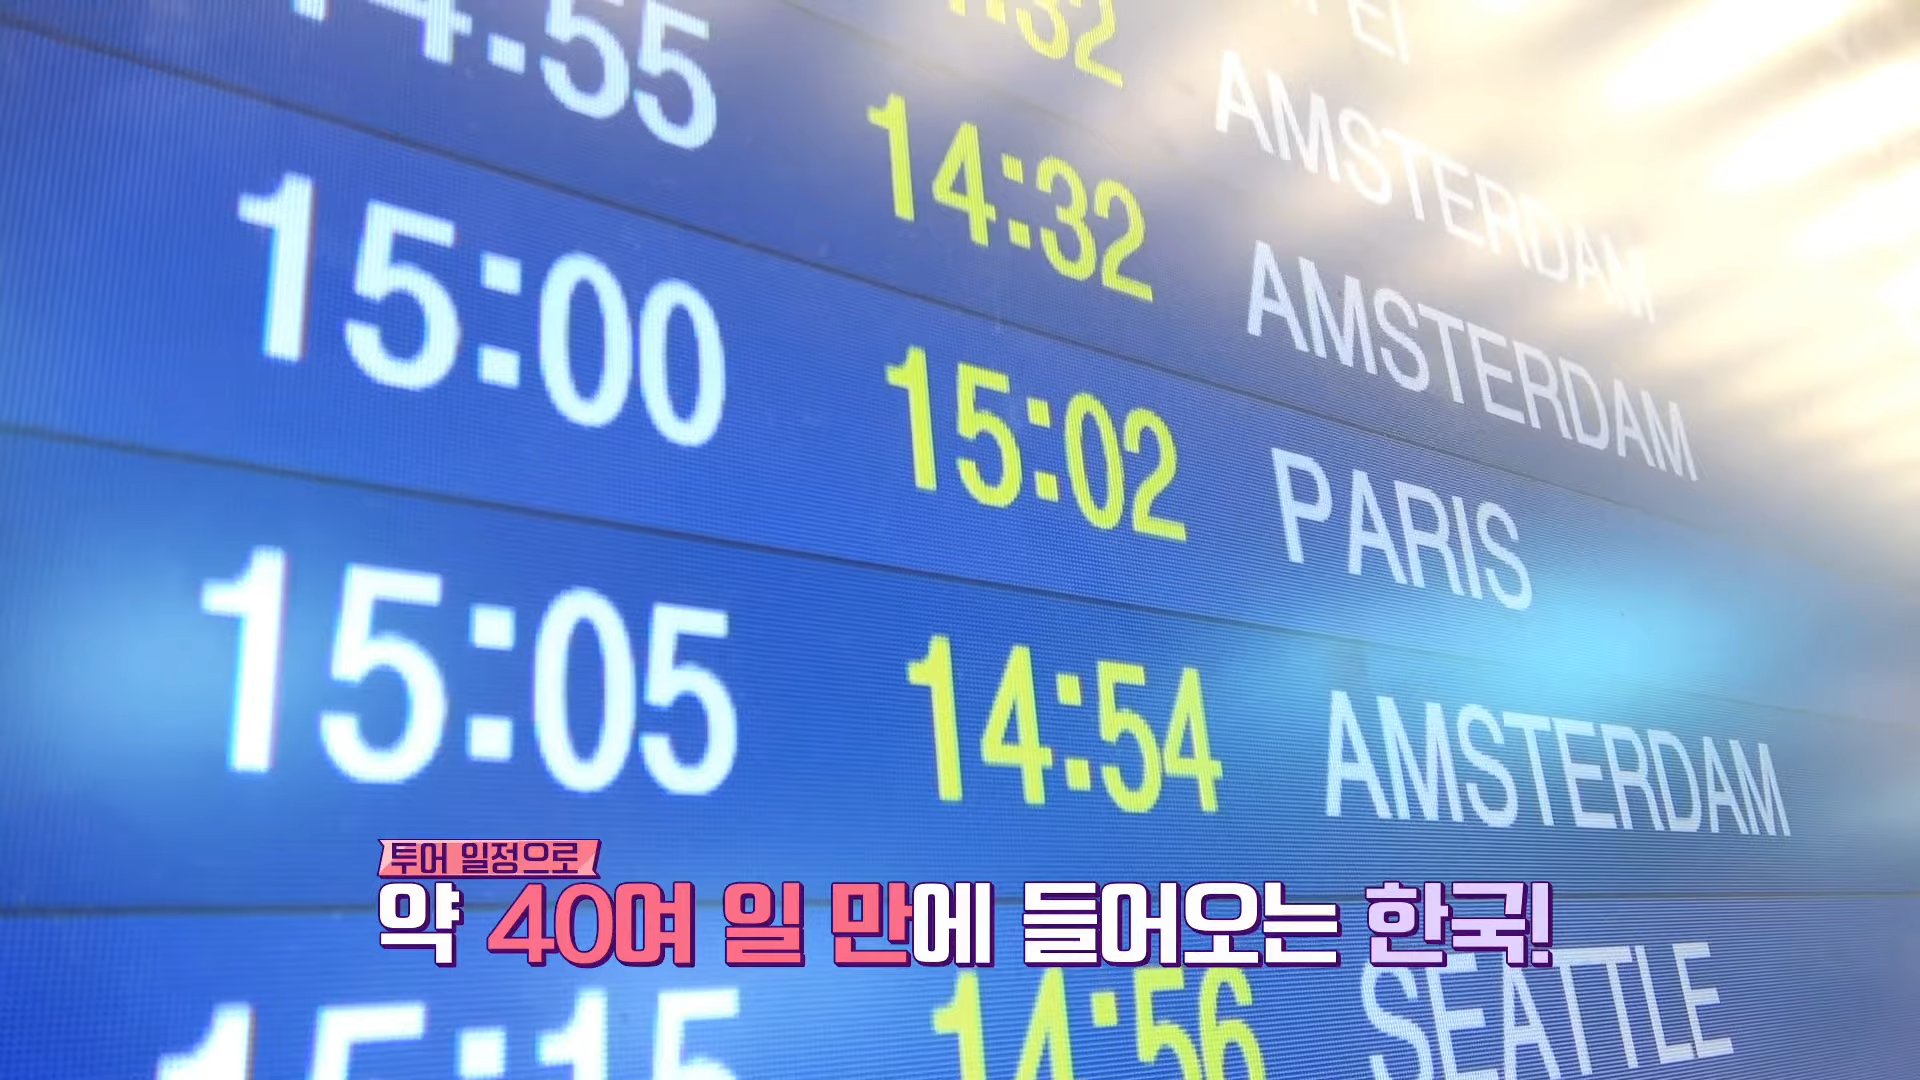 14:55 14:32 AMSTERDAM
15:00 14:32 AMSTERDAM
15:05 15:02 PARIS
14:54 AMSTERDAM
투어 일정으로
약 40여 일 만에 들어오는 한국!
15:15 14:56 SEATTLE